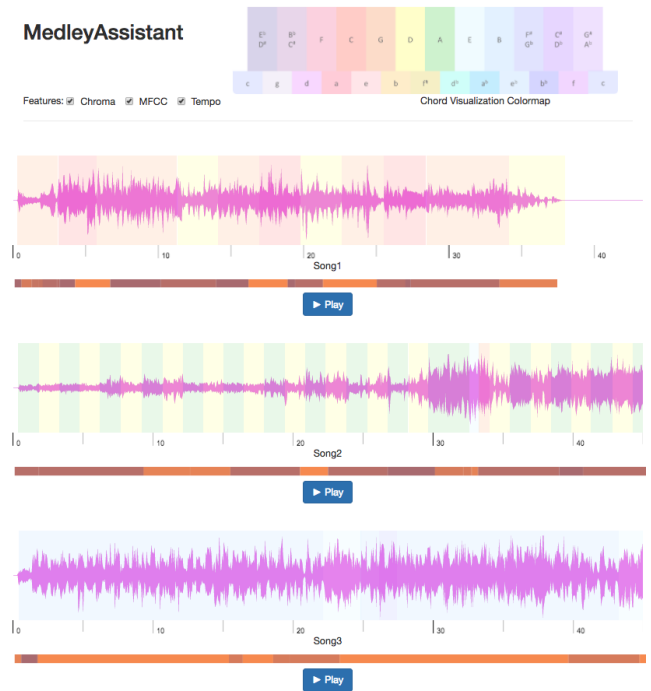 MedleyAssistant
E♭ B♭ F C G D A E B F# C# G#
D# C# G♭ D♭ A♭
c g d a e b f# d♭ a♭ e♭ b♭ f c
Features: Chroma MFCC Tempo
Chord Visualization Colormap
0 10 20 30 40
Song1
Play
0 10 20 30 40
Song2
Play
0 10 20 30 40
Song3
Play